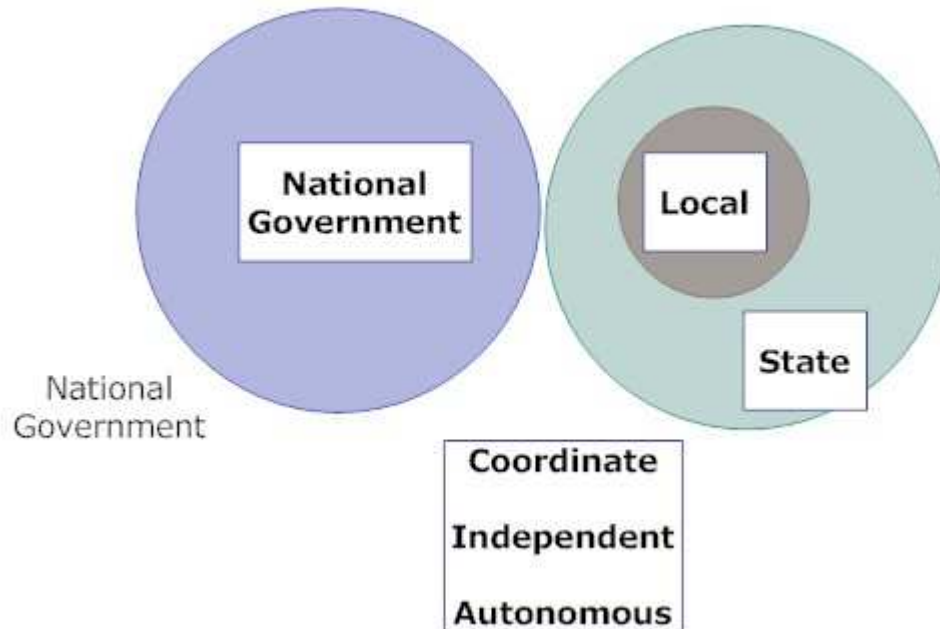 National
Government
Local
State
National
Government
Coordinate
Independent
Autonomous